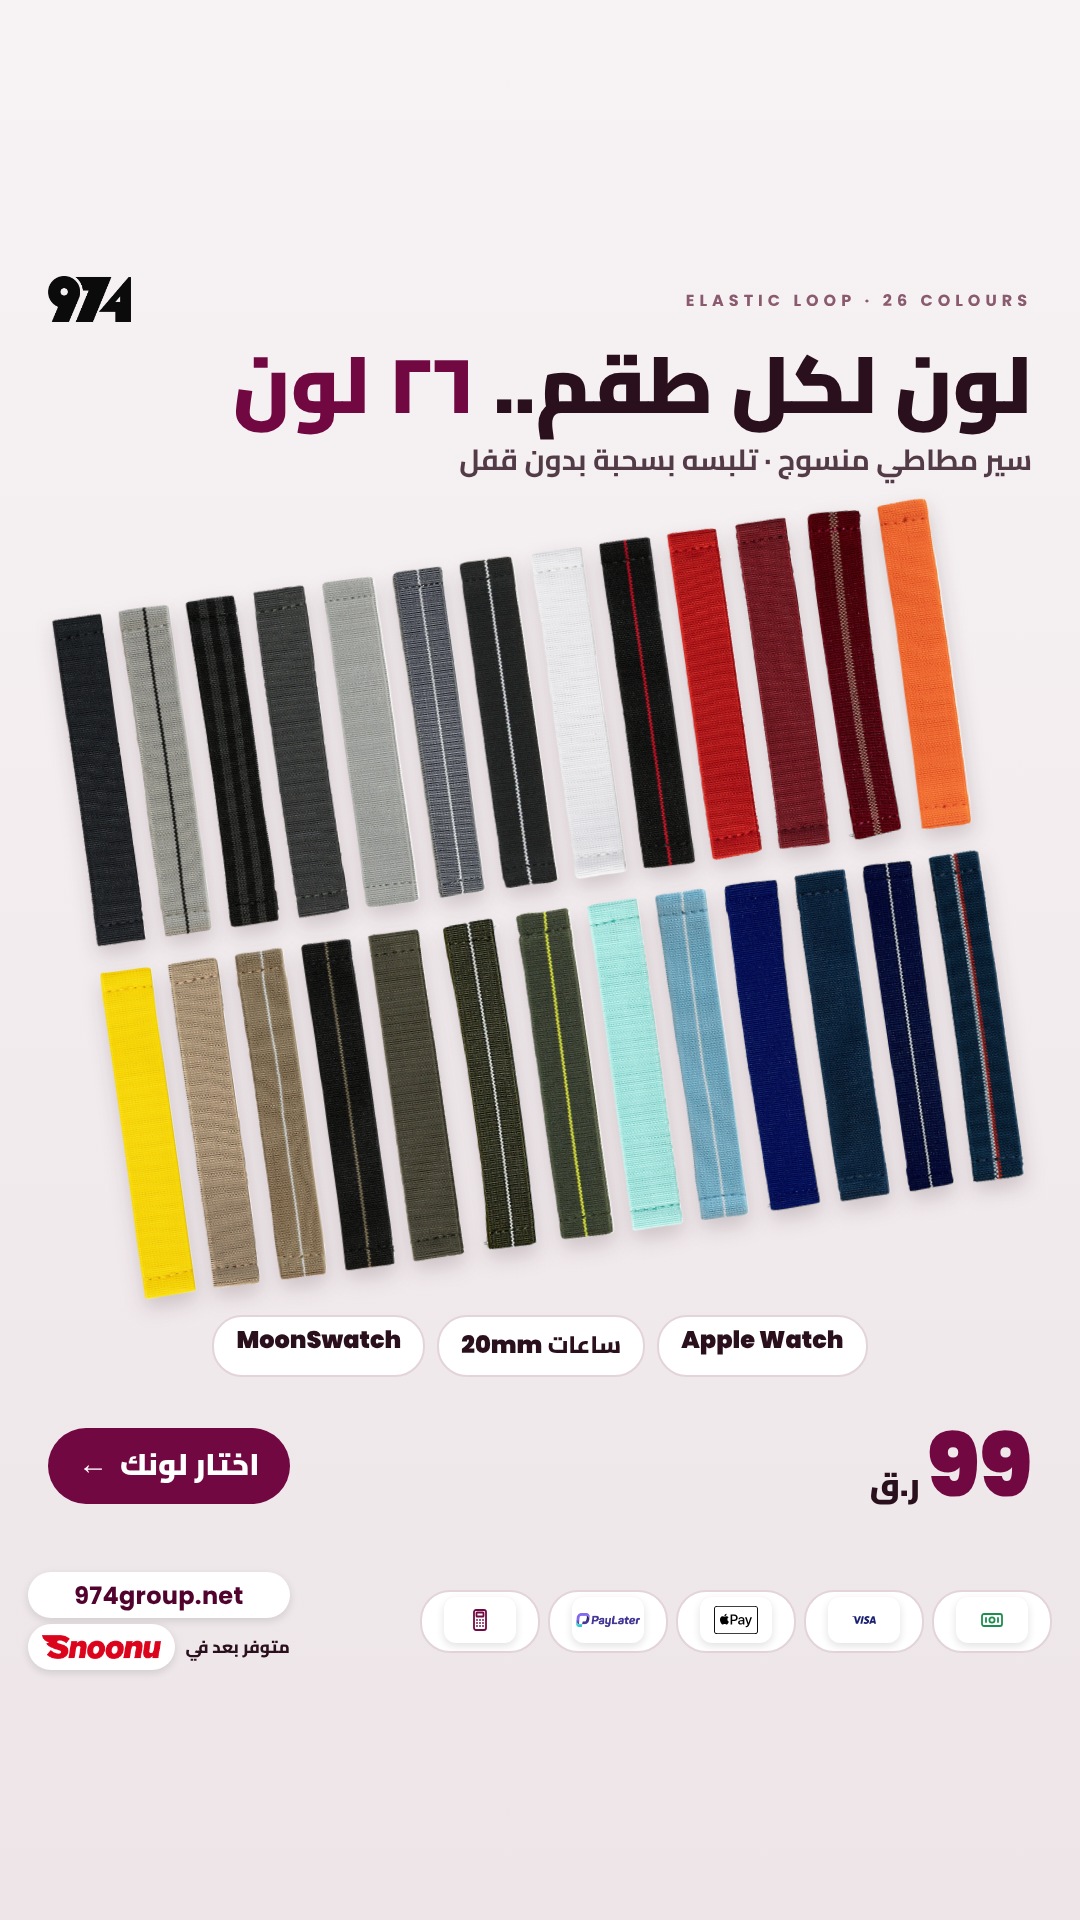 974
ELASTIC LOOP · 26 COLOURS
لون لكل طقم.. ٢٦ لون
سير مطاطي منسوج · تلبسه بسحبة بدون قفل
MoonSwatch
ساعات 20mm
Apple Watch
99 ر.ق
اختار لونك ←
974group.net
متوفر بعد في Snoonu
PayLater
Pay
VISA